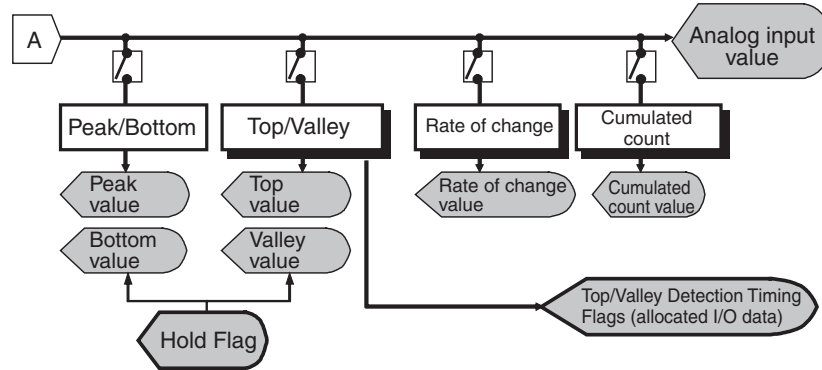 A
Analog input
value
Peak/Bottom
Top/Valley
Rate of change
Cumulated
count
Peak
value
Top
value
Rate of change
value
Cumulated
count value
Bottom
value
Valley
value
Top/Valley Detection Timing
Flags (allocated I/O data)
Hold Flag